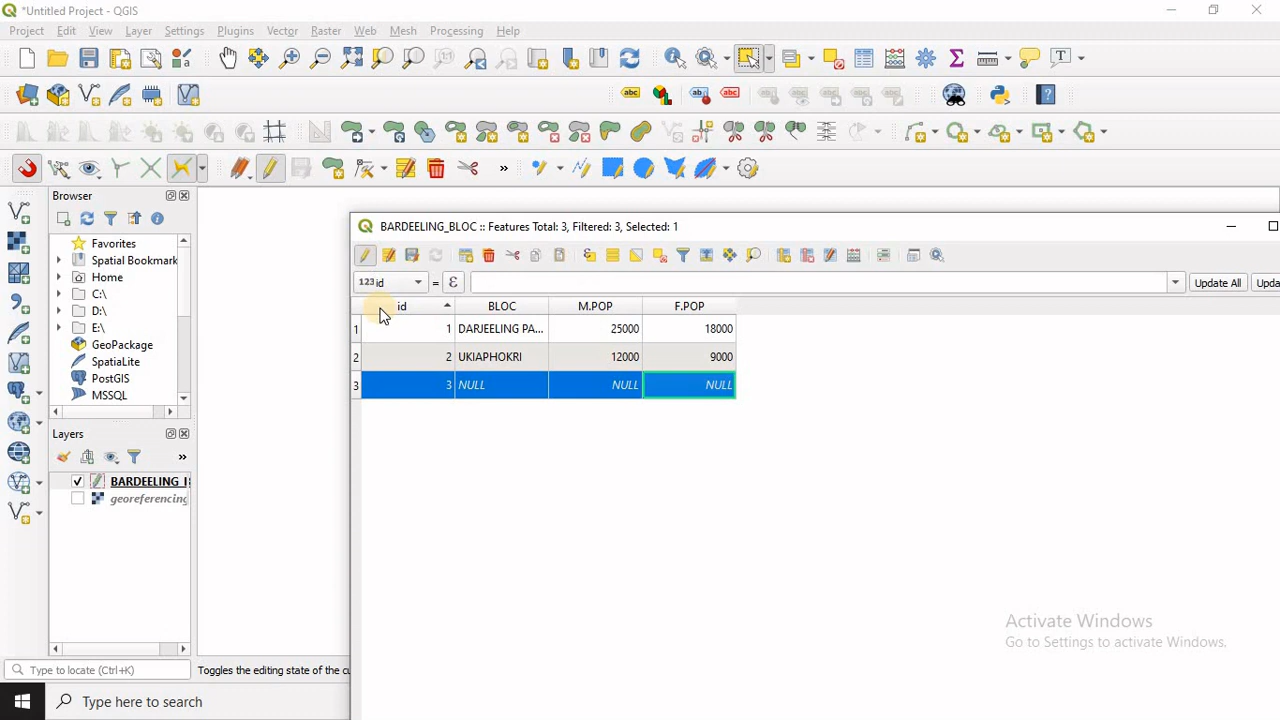 *Untitled Project - QGIS
Project Edit View Layer Settings Plugins Vector Raster Web Mesh Processing Help
Browser
Favorites
Spatial Bookmark
Home
C:\
D:\
E:\
GeoPackage
SpatiaLite
PostGIS
MSSQL
Layers
BARDEELING_
georeferencing
BARDEELING_BLOC :: Features Total: 3, Filtered: 3, Selected: 1
123 id = ε Update All Upda
id BLOC M.POP F.POP
1 1 DARJEELING PA... 25000 18000
2 2 UKIAPHOKRI 12000 9000
3 3 NULL NULL NULL
Activate Windows
Go to Settings to activate Windows.
Type to locate (Ctrl+K) Toggles the editing state of the cu
Type here to search